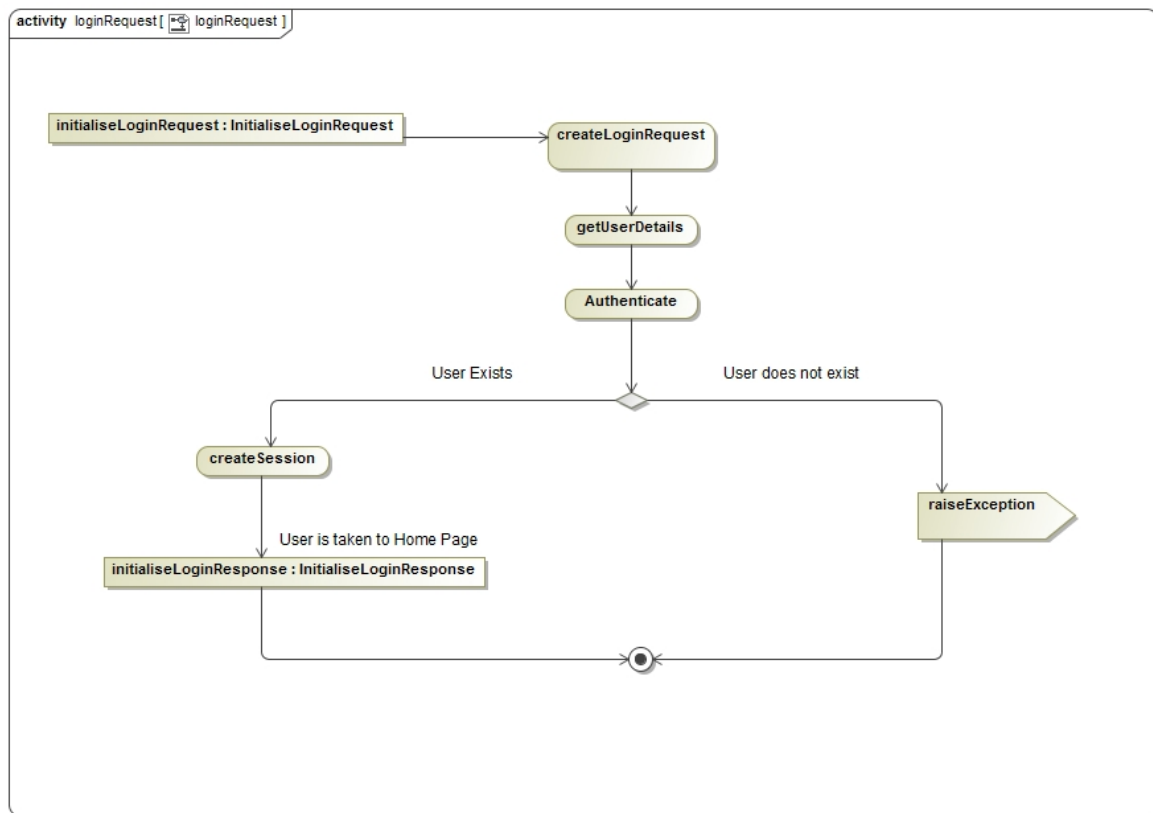 activity loginRequest [ loginRequest ]
initialiseLoginRequest : InitialiseLoginRequest
createLoginRequest
getUserDetails
Authenticate
User Exists
User does not exist
createSession
raiseException
User is taken to Home Page
initialiseLoginResponse : InitialiseLoginResponse